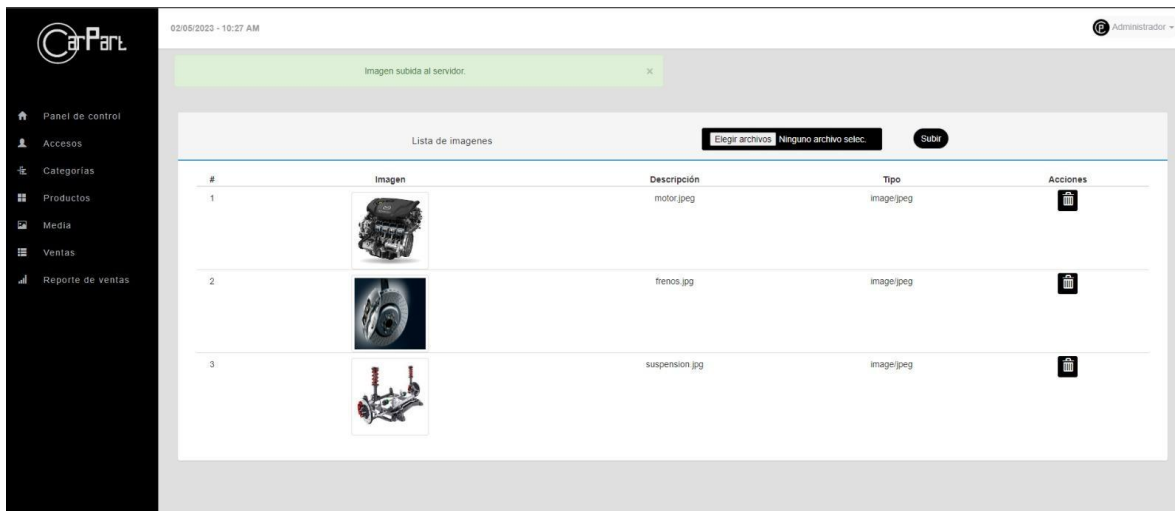 CarPart
02/05/2023 - 10:27 AM
Administrador
Imagen subida al servidor. ×
Panel de control
Accesos
Categorías
Productos
Media
Ventas
Reporte de ventas
Lista de imagenes
Elegir archivos Ninguno archivo selec.
Subir
# Imagen Descripción Tipo Acciones
1 motor.jpeg image/jpeg
2 frenos.jpg image/jpeg
3 suspension.jpg image/jpeg